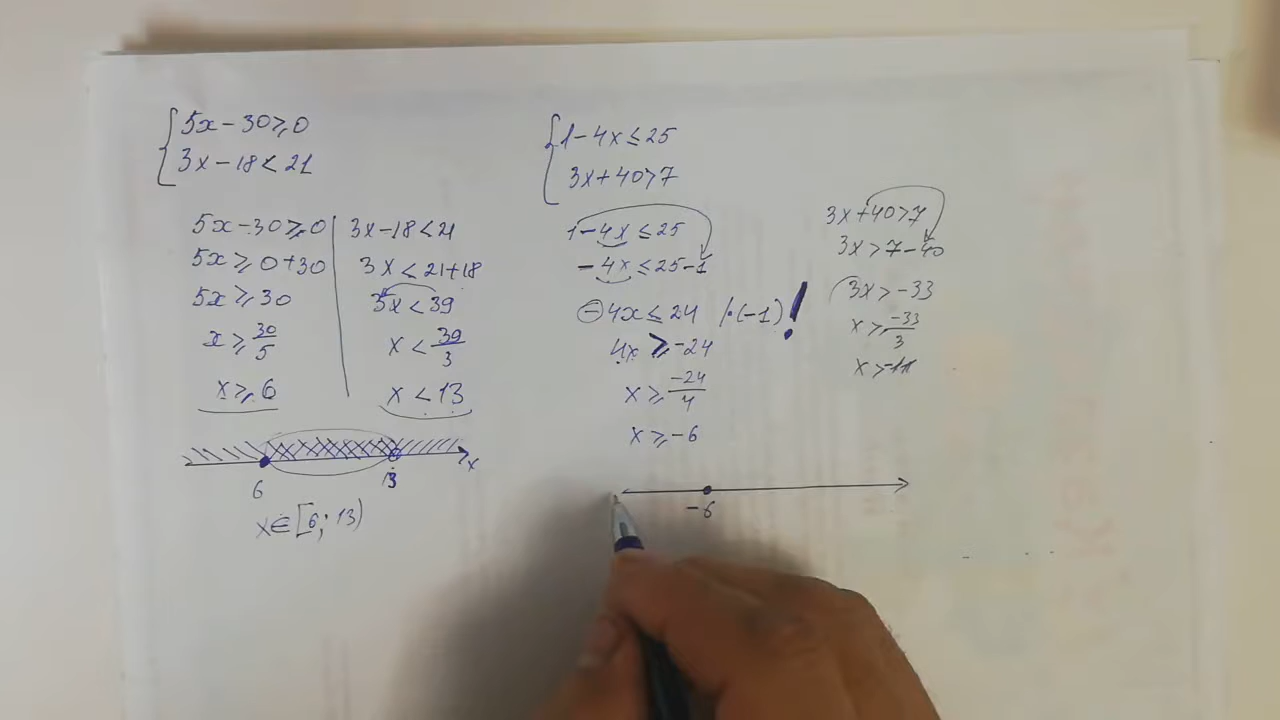 5x-30≥0
3x-18<21
5x-30≥0
5x≥0+30
5x≥30
x≥30/5
x≥6
3x-18<21
3x<21+18
3x<39
x<39/3
x<13
6 13 x
x∈[6; 13)
1-4x≤25
3x+40>7
1-4x≤25
-4x≤25-1
-4x≤24 |·(-1)!
4x≥-24
x≥-24/4
x≥-6
-6
3x+40>7
3x>7-40
3x>-33
x>-33/3
x>-11